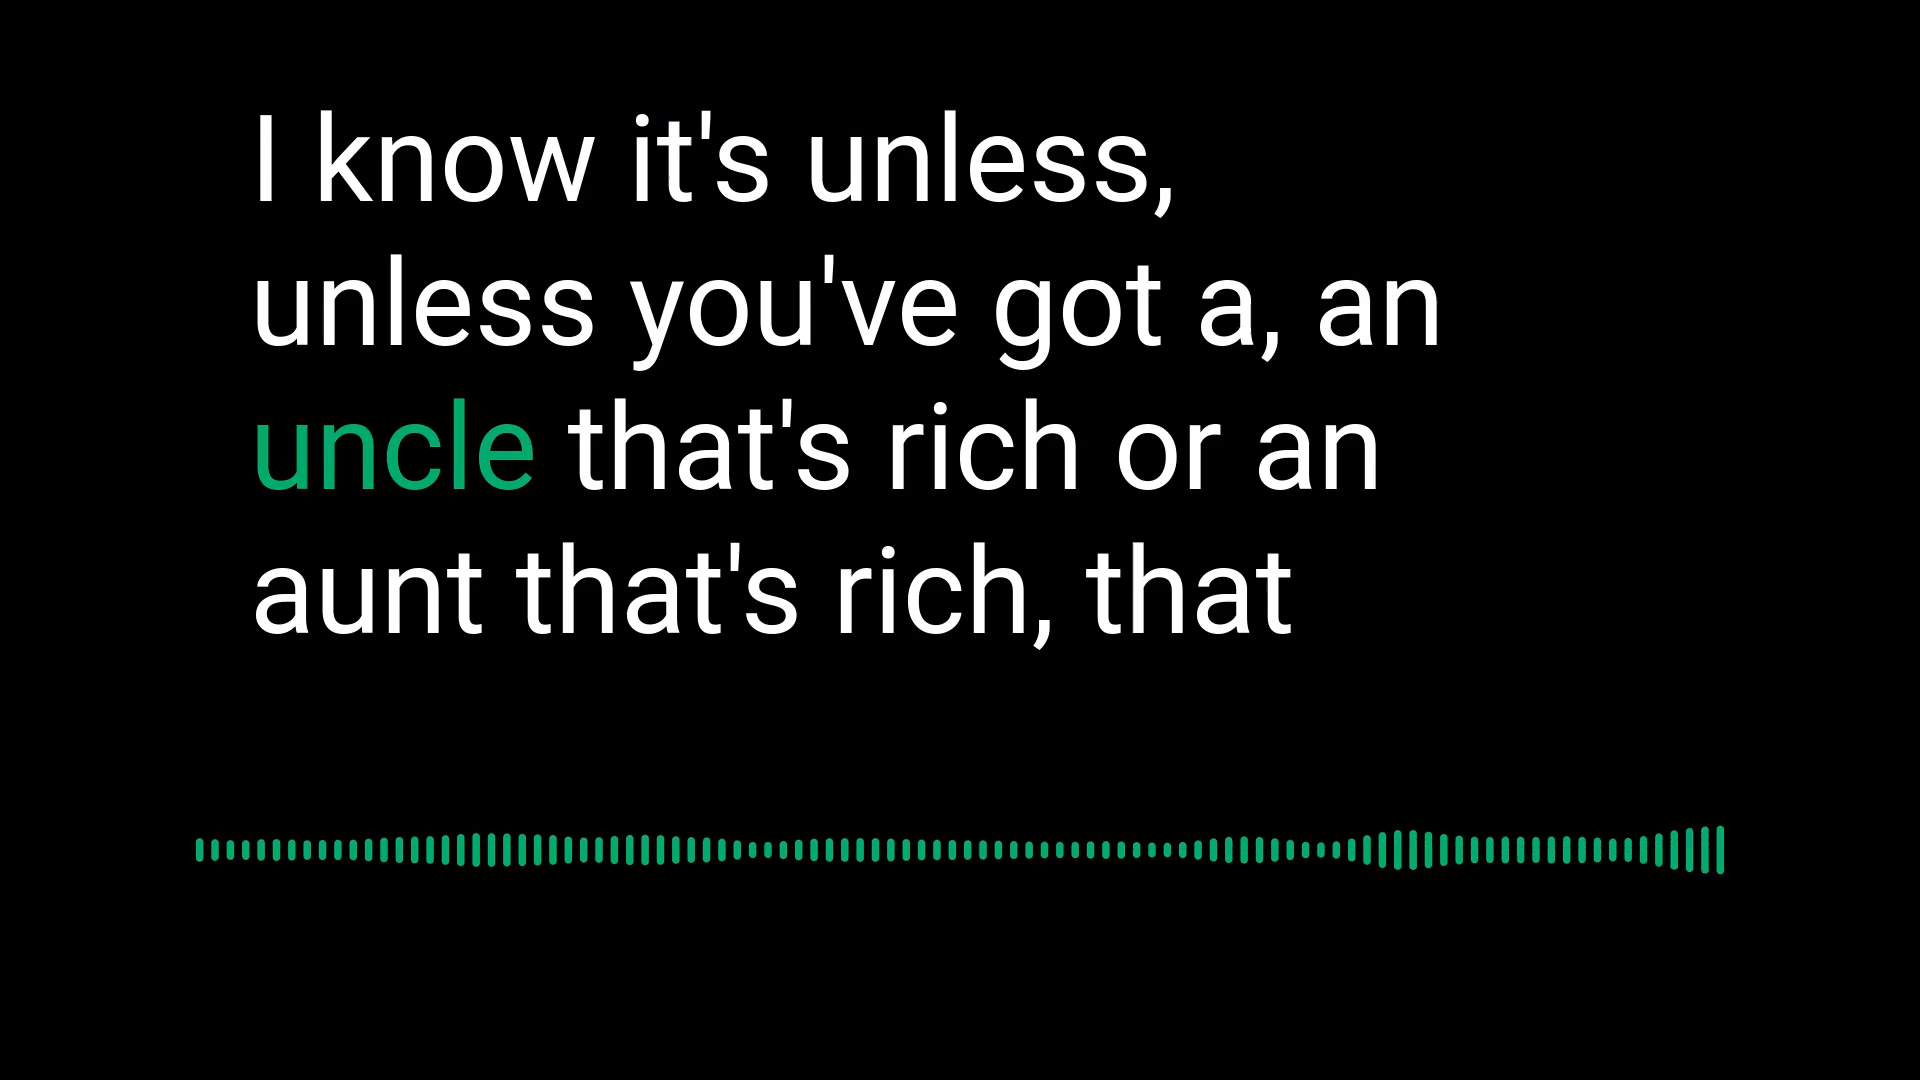 I know it's unless,
unless you've got a, an
uncle that's rich or an
aunt that's rich, that